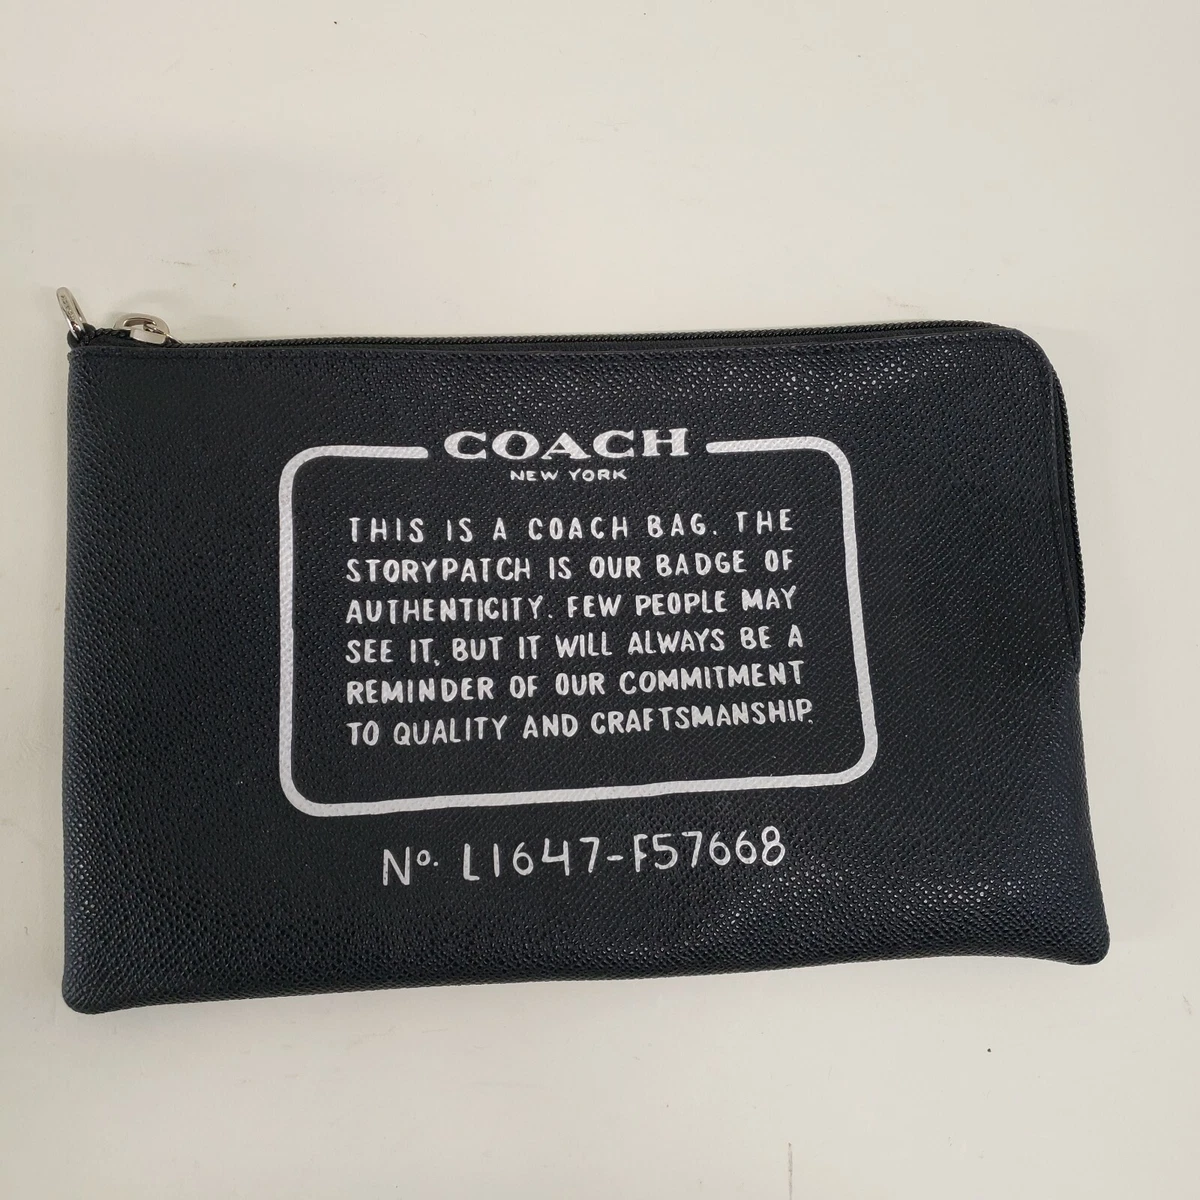 COACH
NEW YORK
THIS IS A COACH BAG. THE
STORYPATCH IS OUR BADGE OF
AUTHENTICITY. FEW PEOPLE MAY
SEE IT, BUT IT WILL ALWAYS BE A
REMINDER OF OUR COMMITMENT
TO QUALITY AND CRAFTSMANSHIP.
Nº. L1647-F57668